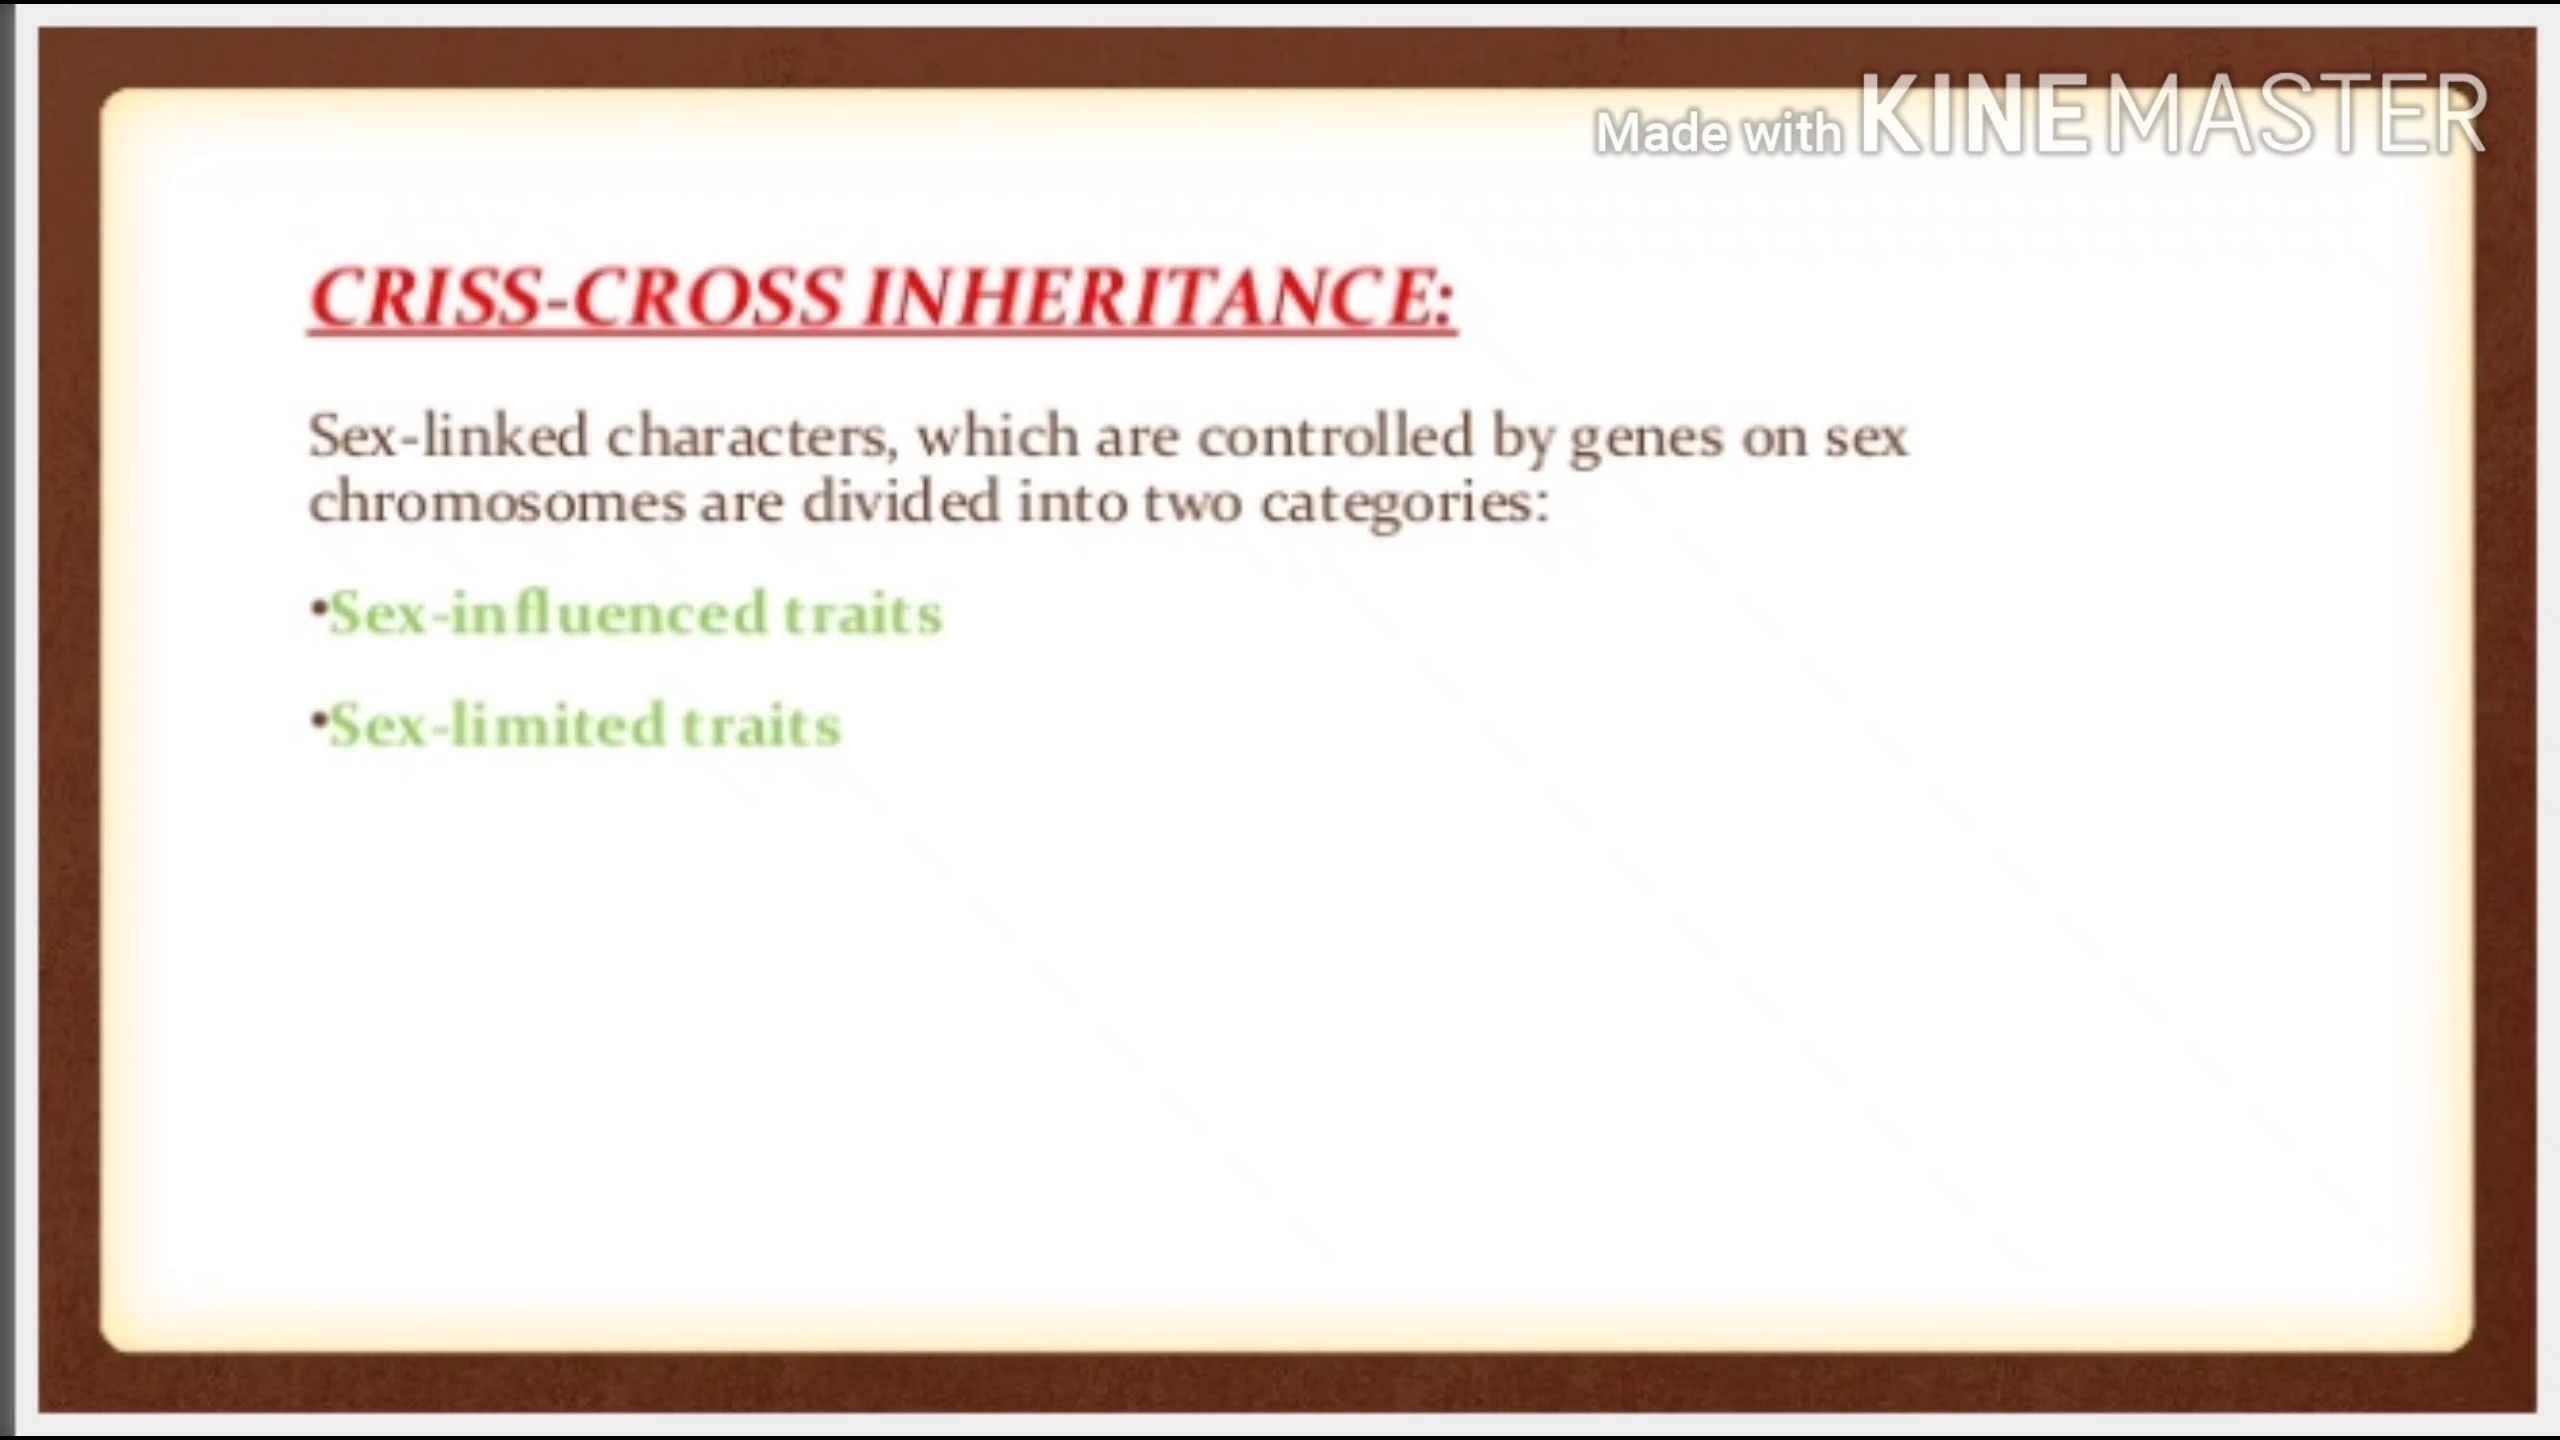 Made with KINEMASTER
CRISS-CROSS INHERITANCE:
Sex-linked characters, which are controlled by genes on sex
chromosomes are divided into two categories:
•Sex-influenced traits
•Sex-limited traits